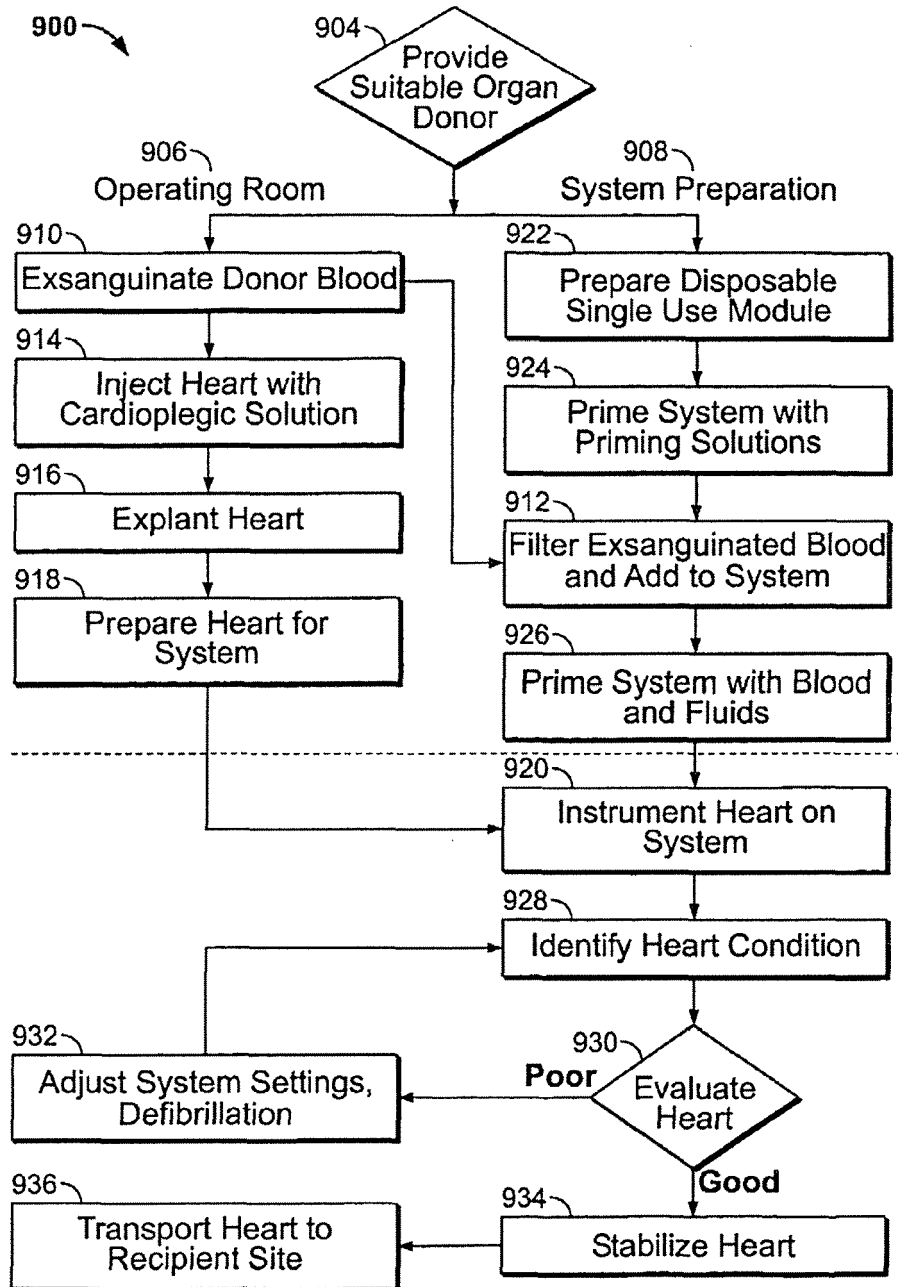 900
904
Provide
Suitable Organ
Donor
906
Operating Room
908
System Preparation
910
Exsanguinate Donor Blood
914
Inject Heart with
Cardioplegic Solution
916
Explant Heart
918
Prepare Heart for
System
922
Prepare Disposable
Single Use Module
924
Prime System with
Priming Solutions
912
Filter Exsanguinated Blood
and Add to System
926
Prime System with Blood
and Fluids
920
Instrument Heart on
System
928
Identify Heart Condition
930
Evaluate
Heart
Poor
932
Adjust System Settings,
Defibrillation
Good
934
Stabilize Heart
936
Transport Heart to
Recipient Site